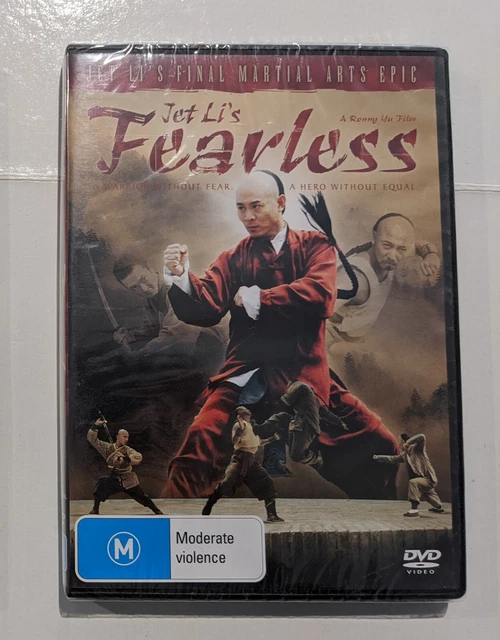 JET LI'S FINAL MARTIAL ARTS EPIC
Jet Li's
A Ronny Yu Film
Fearless
A WARRIOR WITHOUT FEAR. A HERO WITHOUT EQUAL.
M
Moderate
violence
DVD
VIDEO